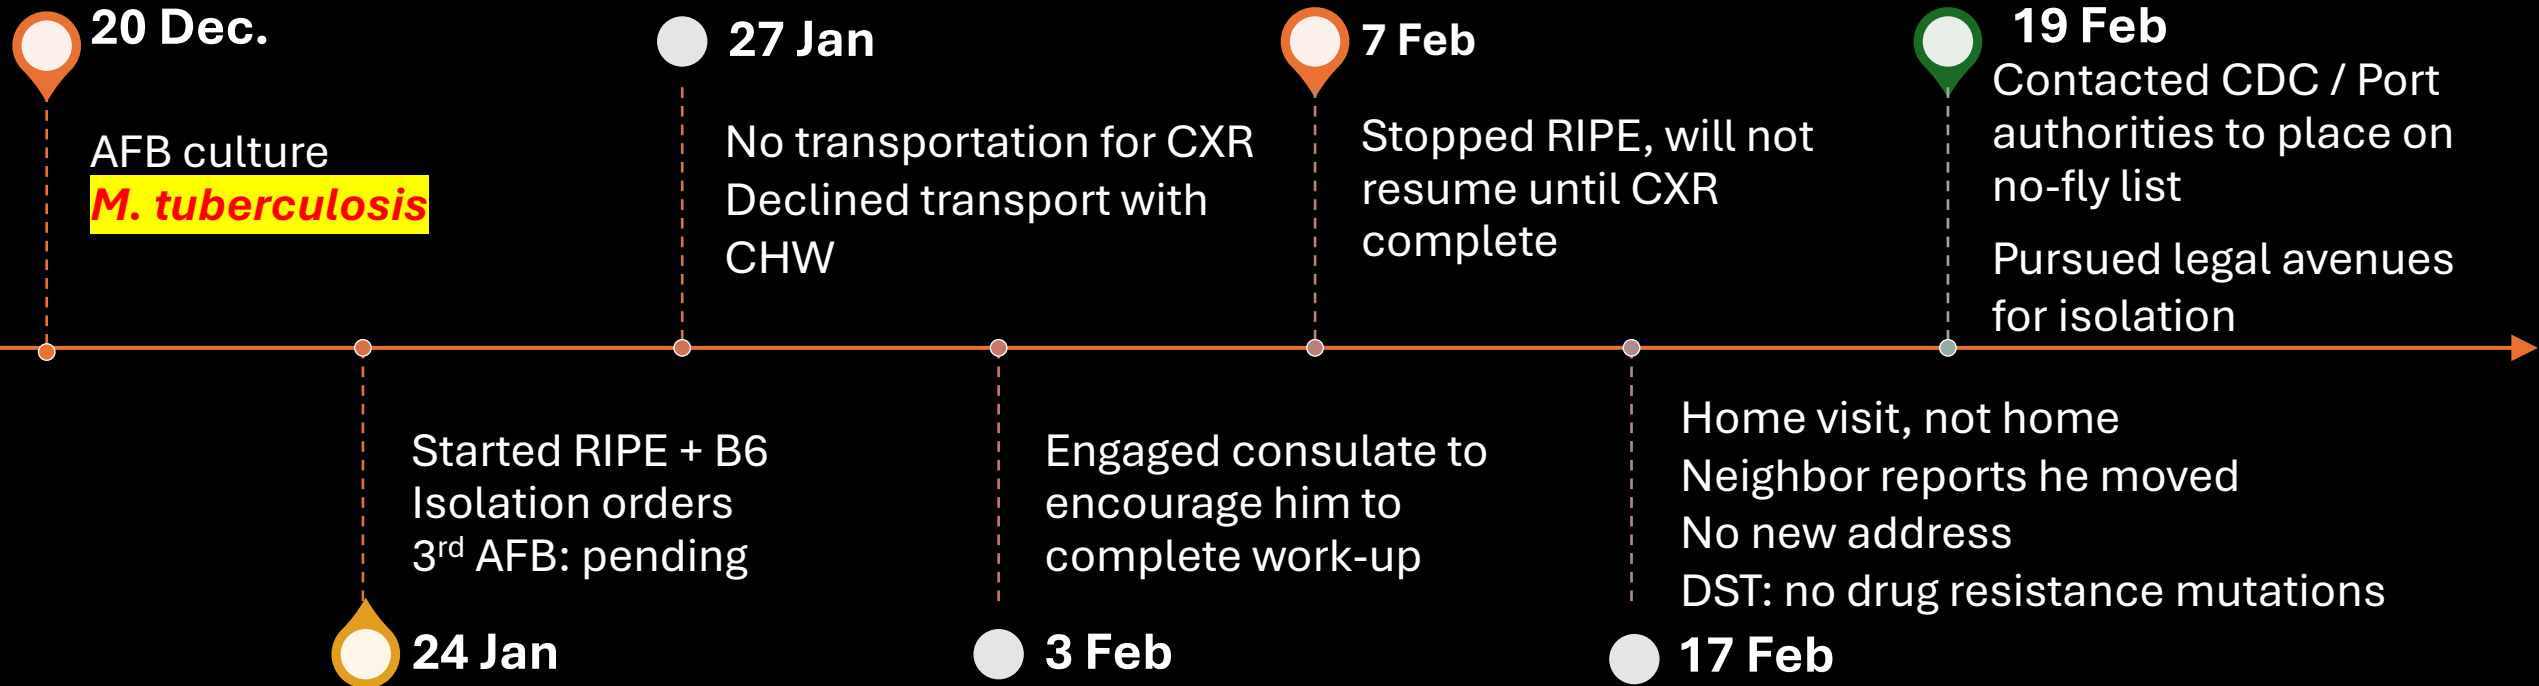 20 Dec.
AFB culture
M. tuberculosis
24 Jan
Started RIPE + B6
Isolation orders
3rd AFB: pending
27 Jan
No transportation for CXR
Declined transport with
CHW
3 Feb
Engaged consulate to
encourage him to
complete work-up
7 Feb
Stopped RIPE, will not
resume until CXR
complete
17 Feb
Home visit, not home
Neighbor reports he moved
No new address
DST: no drug resistance mutations
19 Feb
Contacted CDC / Port
authorities to place on
no-fly list
Pursued legal avenues
for isolation